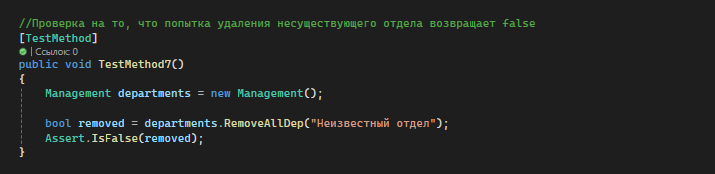 //Проверка на то, что попытка удаления несуществующего отдела возвращает false
[TestMethod]
| Ссылок: 0
public void TestMethod7()
{
Management departments = new Management();
bool removed = departments.RemoveAllDep("Неизвестный отдел");
Assert.IsFalse(removed);
}